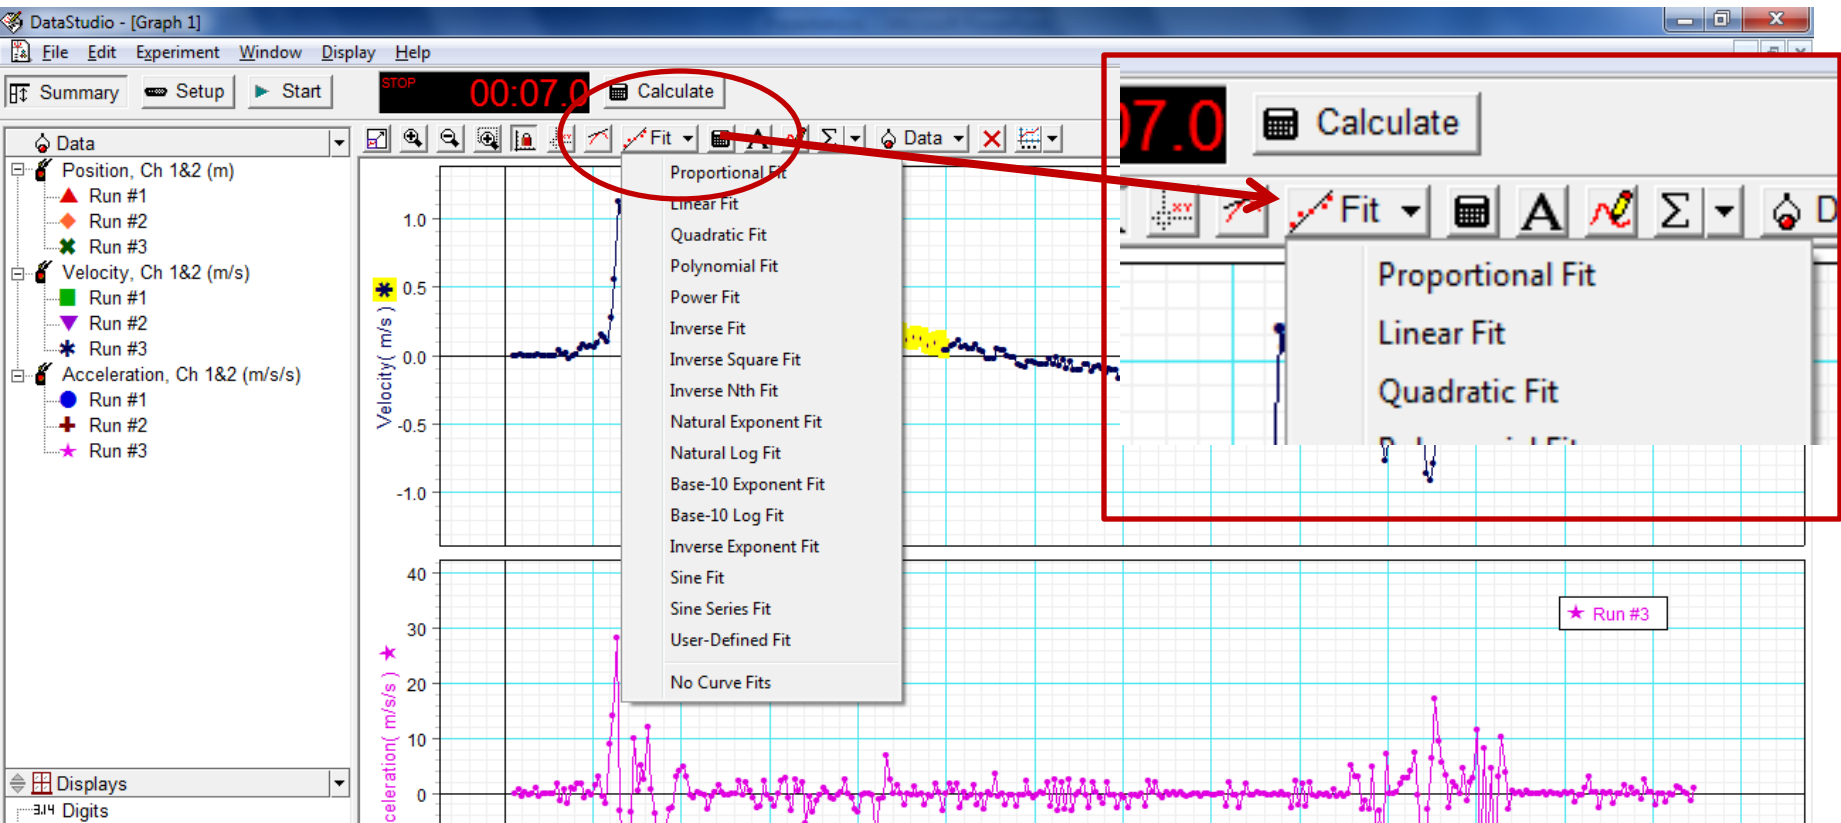 DataStudio - [Graph 1]
File Edit Experiment Window Display Help
Summary Setup Start STOP 00:07.0 Calculate
Data
Fit Σ Data
Position, Ch 1&2 (m)
Run #1
Run #2
Run #3
Velocity, Ch 1&2 (m/s)
Run #1
Run #2
Run #3
Acceleration, Ch 1&2 (m/s/s)
Run #1
Run #2
Run #3
Displays
3.14 Digits
Proportional Fit
Linear Fit
Quadratic Fit
Polynomial Fit
Power Fit
Inverse Fit
Inverse Square Fit
Inverse Nth Fit
Natural Exponent Fit
Natural Log Fit
Base-10 Exponent Fit
Base-10 Log Fit
Inverse Exponent Fit
Sine Fit
Sine Series Fit
User-Defined Fit
No Curve Fits
Velocity( m/s )
1.0
0.5
0.0
-0.5
-1.0
celeration( m/s/s )
40
30
20
10
0
Run #3
07.0 Calculate
XY Fit A Σ D
Proportional Fit
Linear Fit
Quadratic Fit